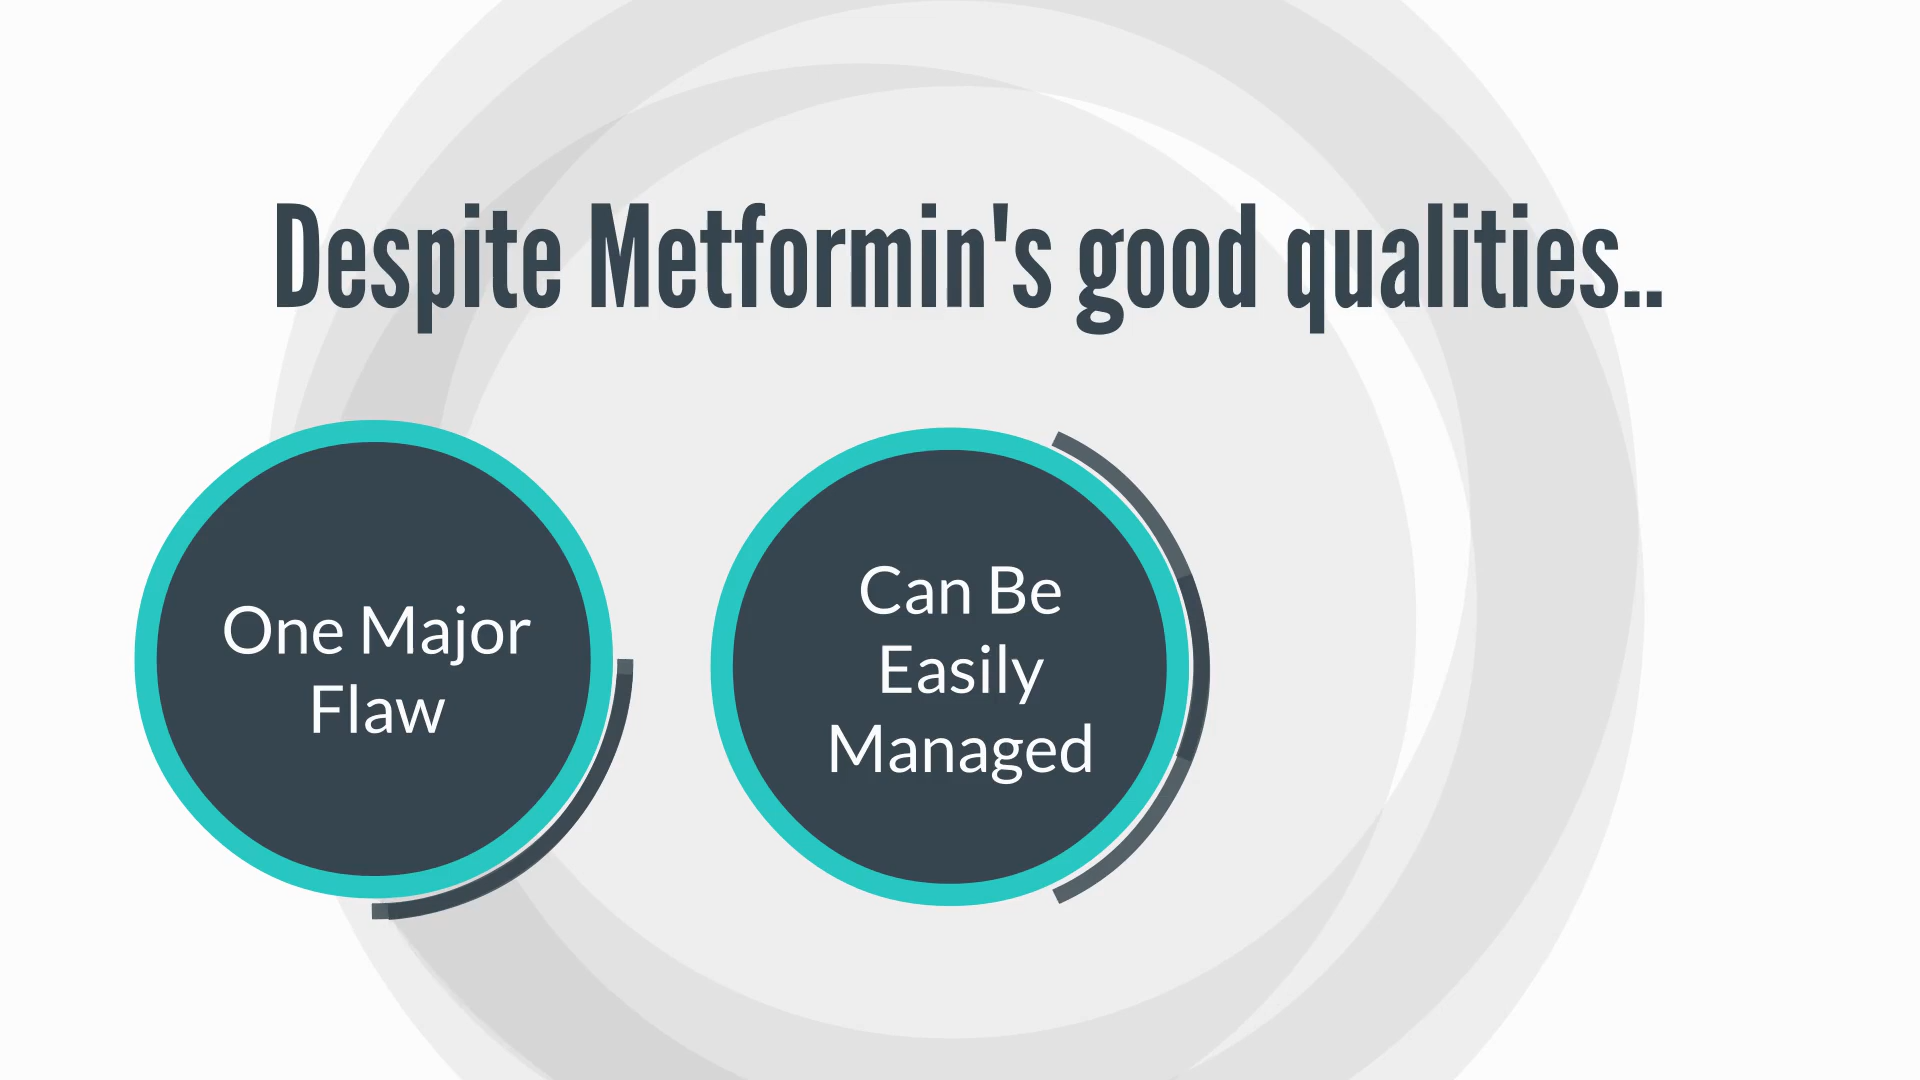 Despite Metformin's good qualities..
One Major
Flaw
Can Be
Easily
Managed